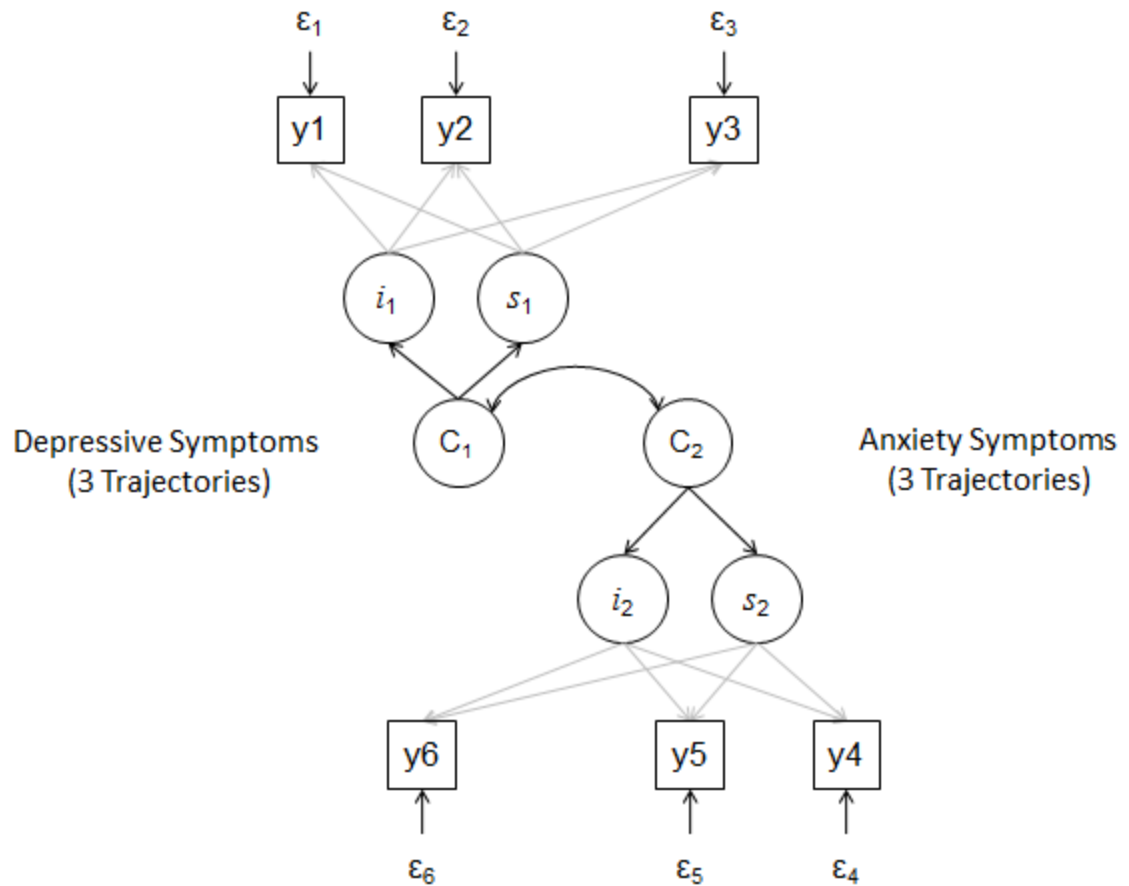 ε1 ε2 ε3
y1 y2 y3
i1 s1
C1 C2
Depressive Symptoms
(3 Trajectories)
Anxiety Symptoms
(3 Trajectories)
i2 s2
y6 y5 y4
ε6 ε5 ε4